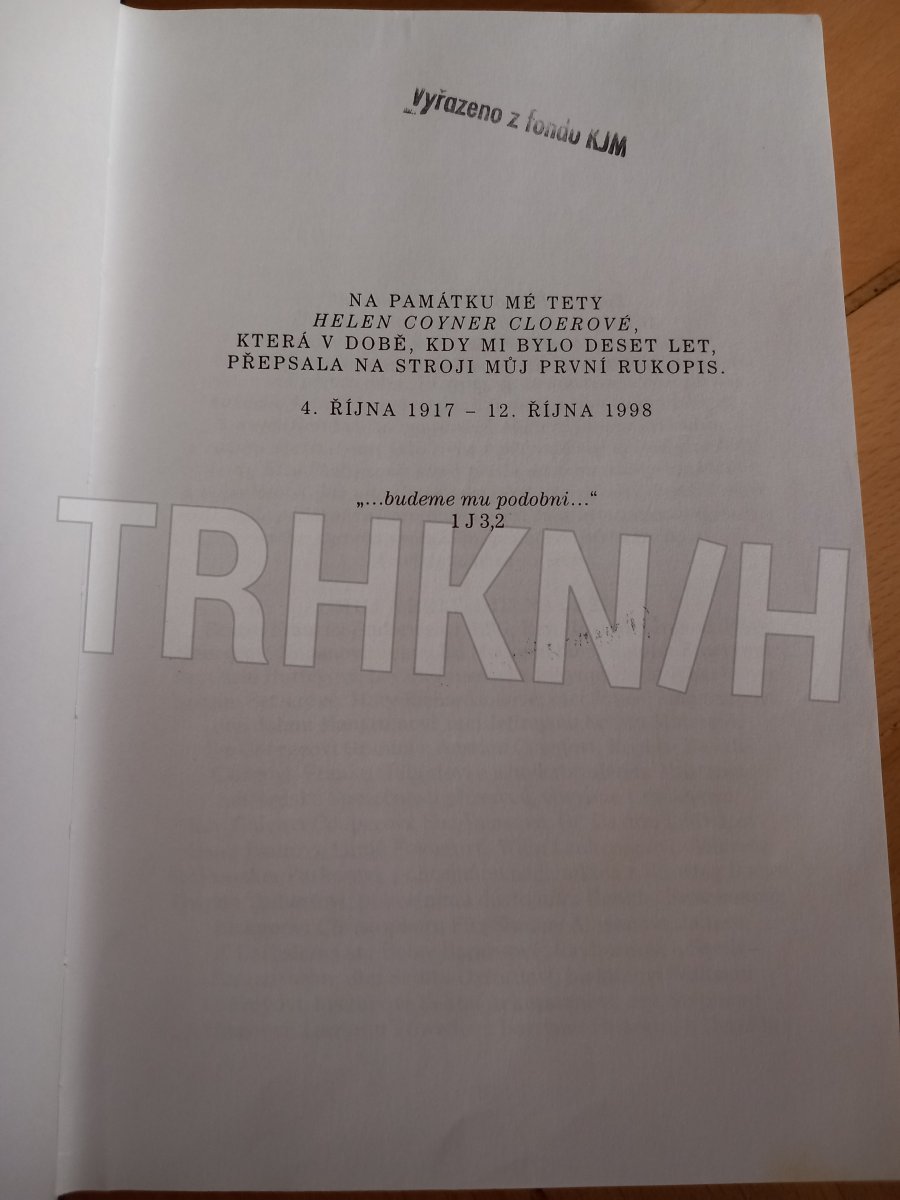 Vyřazeno z fondu KJM
NA PAMÁTKU MÉ TETY
HELEN COYNER CLOEROVÉ,
KTERÁ V DOBĚ, KDY MI BYLO DESET LET,
PŘEPSALA NA STROJI MŮJ PRVNÍ RUKOPIS.
4. ŘÍJNA 1917 – 12. ŘÍJNA 1998
„...budeme mu podobni...“
1 J 3,2
TRHKN/H